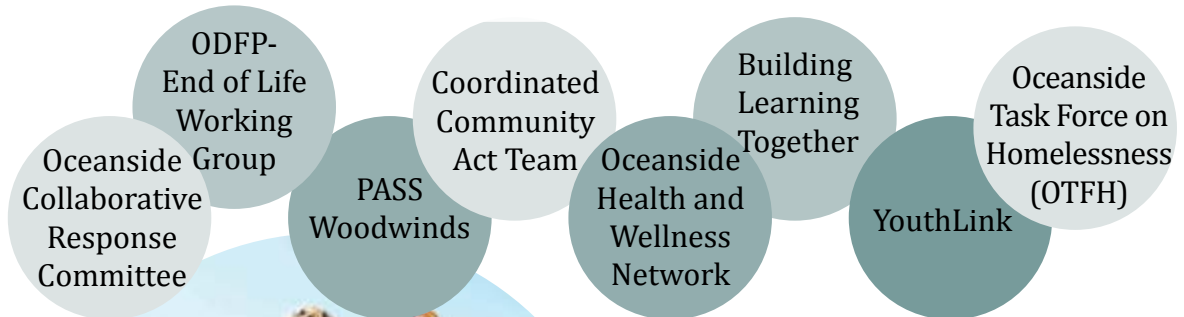 Oceanside
Collaborative
Response
Committee
ODFP-
End of Life
Working
Group
PASS
Woodwinds
Coordinated
Community
Act Team
Oceanside
Health and
Wellness
Network
Building
Learning
Together
YouthLink
Oceanside
Task Force on
Homelessness
(OTFH)